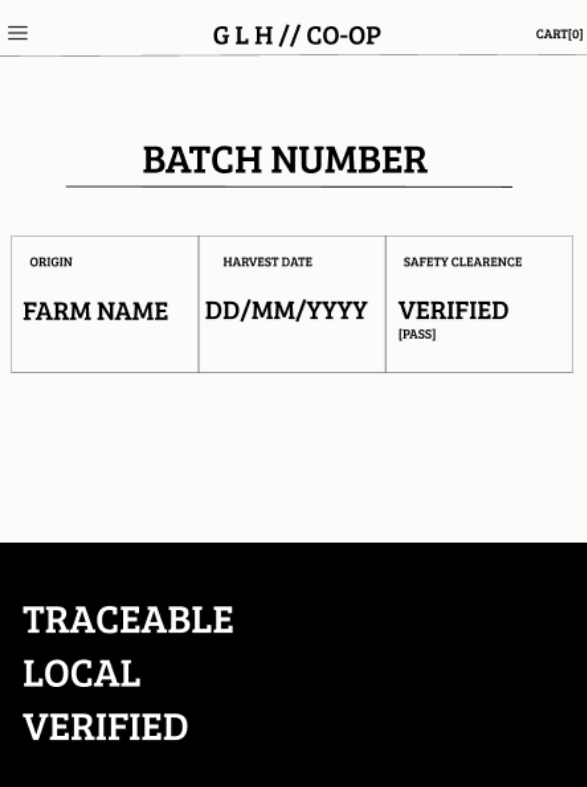 G L H // CO-OP
CART[0]
BATCH NUMBER
ORIGIN
HARVEST DATE
SAFETY CLEARENCE
FARM NAME
DD/MM/YYYY
VERIFIED
[PASS]
TRACEABLE
LOCAL
VERIFIED